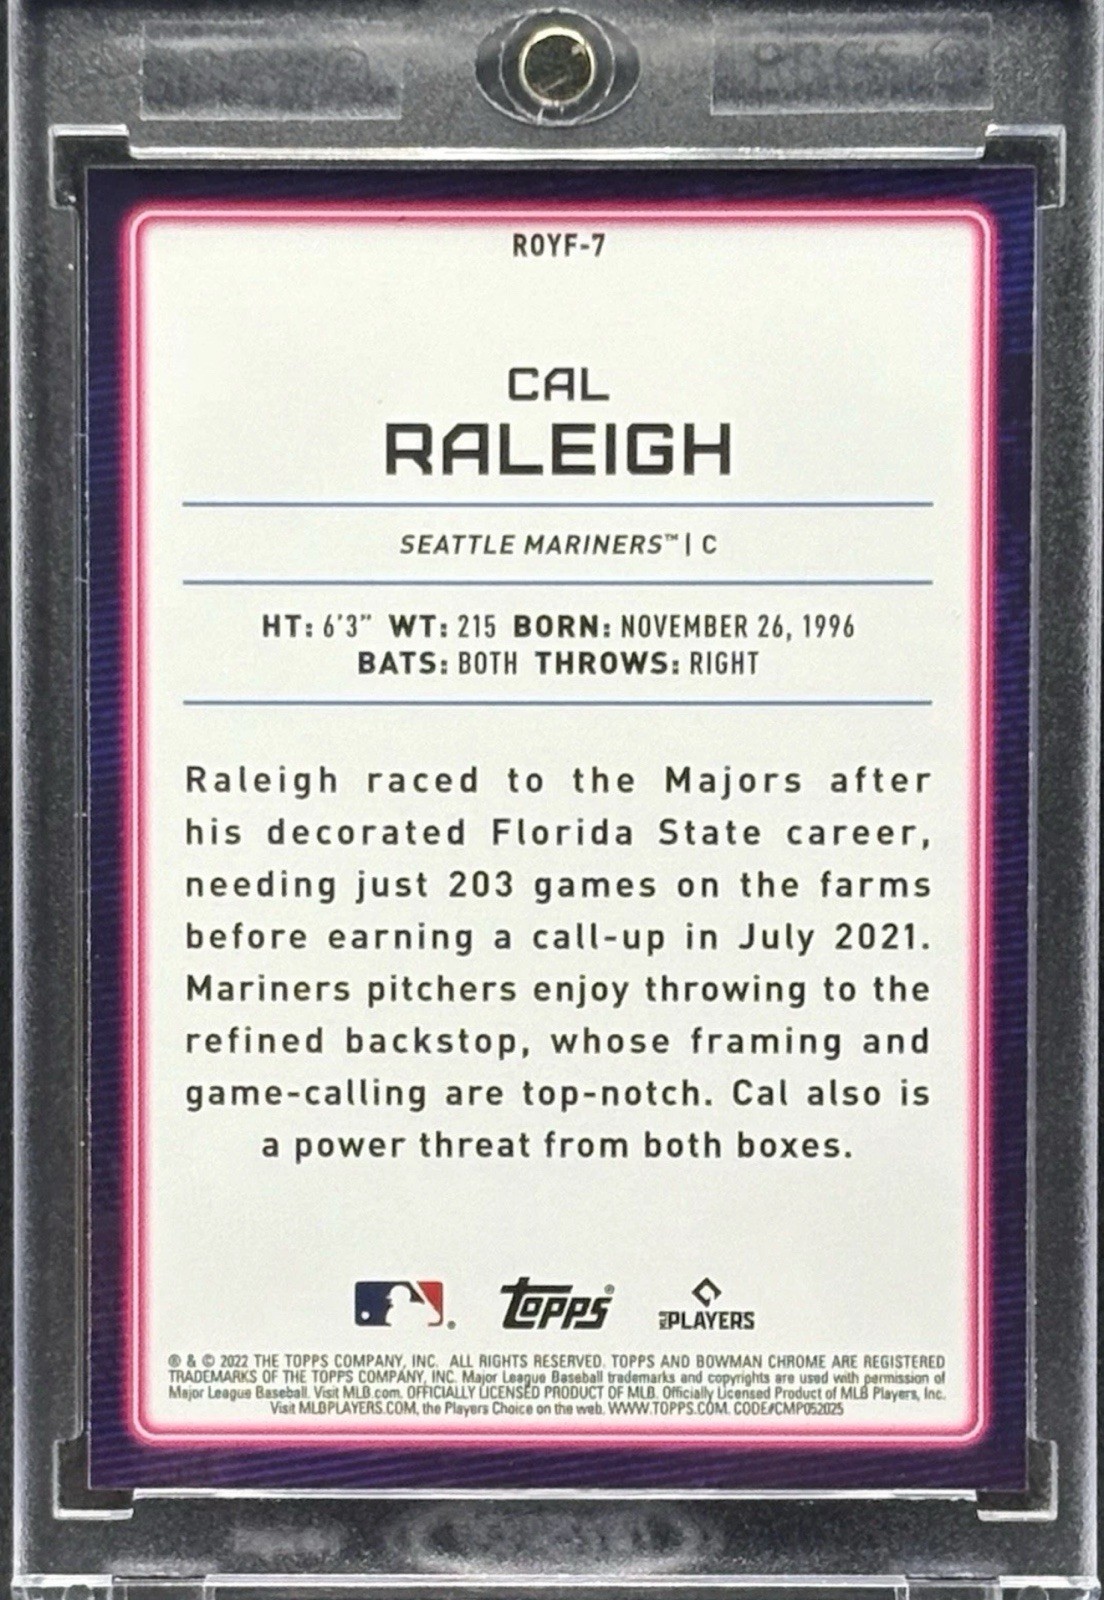 ROYF-7
CAL
RALEIGH
SEATTLE MARINERS™ | C
HT: 6'3" WT: 215 BORN: NOVEMBER 26, 1996
BATS: BOTH THROWS: RIGHT
Raleigh raced to the Majors after
his decorated Florida State career,
needing just 203 games on the farms
before earning a call-up in July 2021.
Mariners pitchers enjoy throwing to the
refined backstop, whose framing and
game-calling are top-notch. Cal also is
a power threat from both boxes.
Topps® MLB PLAYERS
® & © 2022 THE TOPPS COMPANY, INC. ALL RIGHTS RESERVED. TOPPS AND BOWMAN CHROME ARE REGISTERED
TRADEMARKS OF THE TOPPS COMPANY, INC. Major League Baseball trademarks and copyrights are used with permission of
Major League Baseball. Visit MLB.com. OFFICIALLY LICENSED PRODUCT OF MLB. Officially Licensed Product of MLB Players, Inc.
Visit MLBPLAYERS.COM, the Players Choice on the web. WWW.TOPPS.COM. CODE#CMP052025